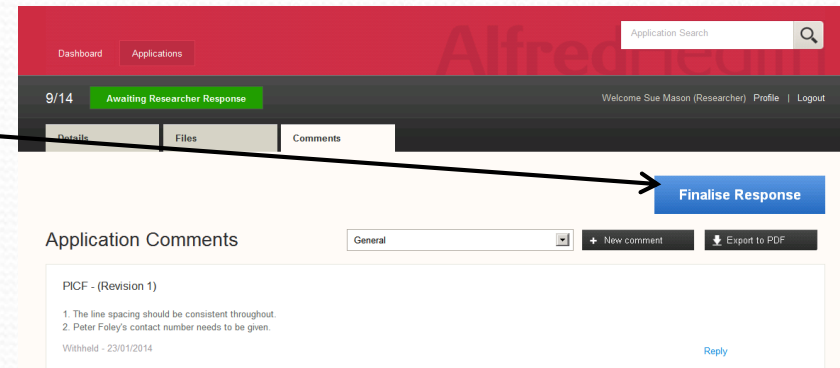 AlfredHealth
Application Search
Dashboard Applications
9/14 Awaiting Researcher Response Welcome Sue Mason (Researcher) Profile | Logout
Details Files Comments
Finalise Response
Application Comments General + New comment Export to PDF
PICF - (Revision 1)
1. The line spacing should be consistent throughout.
2. Peter Foley's contact number needs to be given.
Withheld - 23/01/2014 Reply